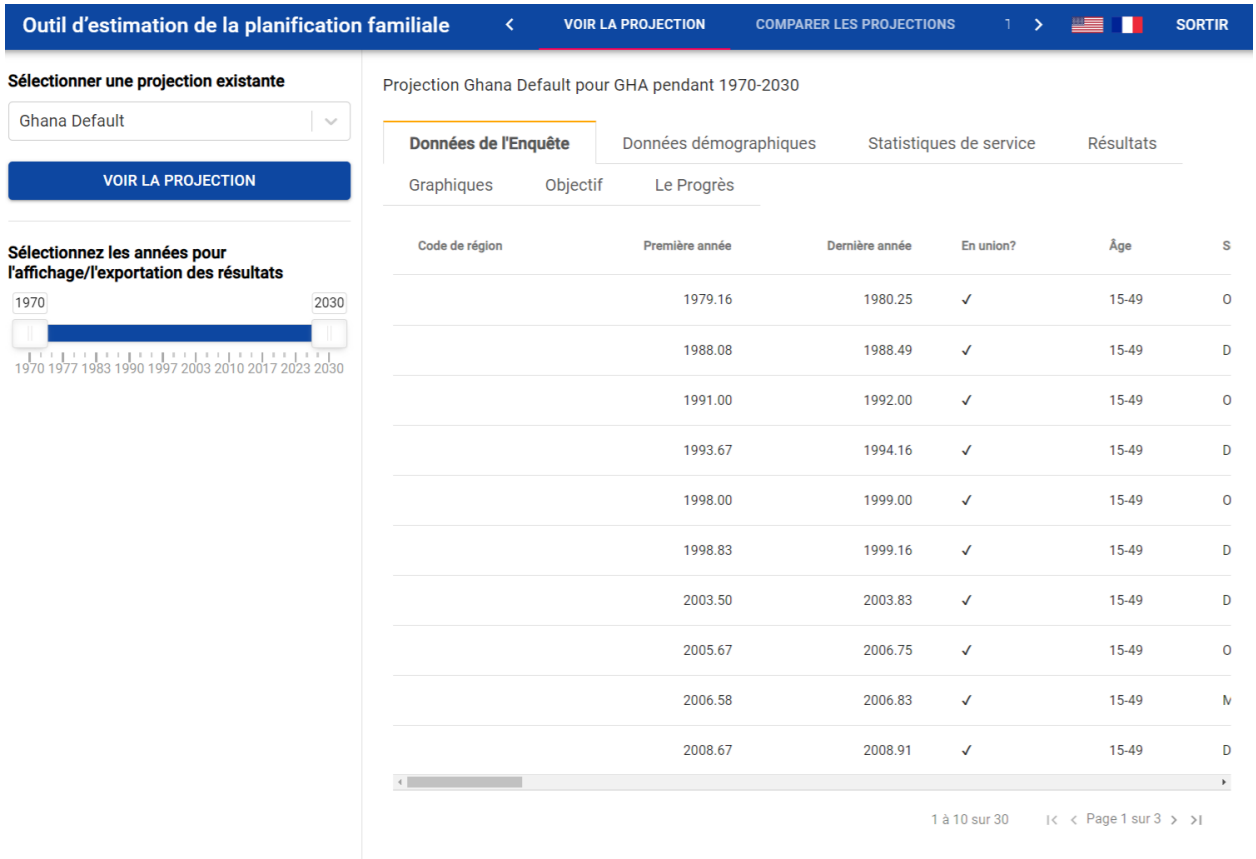 Outil d’estimation de la planification familiale
VOIR LA PROJECTION
COMPARER LES PROJECTIONS
SORTIR
Sélectionner une projection existante
Ghana Default
VOIR LA PROJECTION
Sélectionnez les années pour
l'affichage/l'exportation des résultats
1970 2030
1970 1977 1983 1990 1997 2003 2010 2017 2023 2030
Projection Ghana Default pour GHA pendant 1970-2030
Données de l'Enquête Données démographiques Statistiques de service Résultats
Graphiques Objectif Le Progrès
Code de région Première année Dernière année En union? Âge S
1979.16 1980.25 ✓ 15-49 O
1988.08 1988.49 ✓ 15-49 D
1991.00 1992.00 ✓ 15-49 O
1993.67 1994.16 ✓ 15-49 D
1998.00 1999.00 ✓ 15-49 O
1998.83 1999.16 ✓ 15-49 D
2003.50 2003.83 ✓ 15-49 D
2005.67 2006.75 ✓ 15-49 O
2006.58 2006.83 ✓ 15-49 M
2008.67 2008.91 ✓ 15-49 D
1 à 10 sur 30 Page 1 sur 3